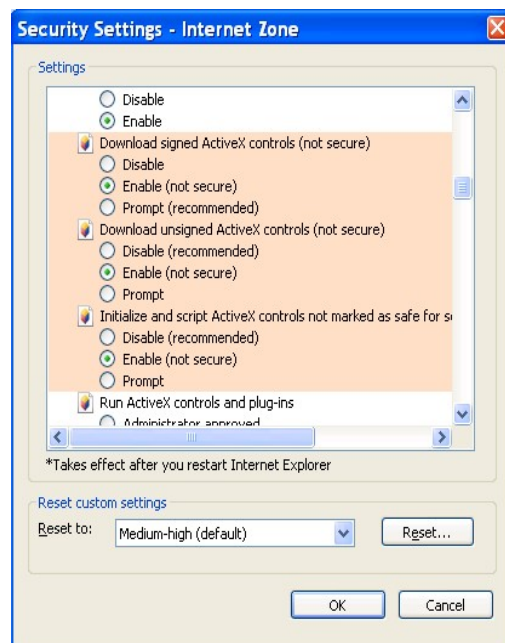 Security Settings - Internet Zone
Settings
Disable
Enable
Download signed ActiveX controls (not secure)
Disable
Enable (not secure)
Prompt (recommended)
Download unsigned ActiveX controls (not secure)
Disable (recommended)
Enable (not secure)
Prompt
Initialize and script ActiveX controls not marked as safe for
Disable (recommended)
Enable (not secure)
Prompt
Run ActiveX controls and plug-ins
Administrator approved
*Takes effect after you restart Internet Explorer
Reset custom settings
Reset to:
Medium-high (default)
Reset...
OK
Cancel